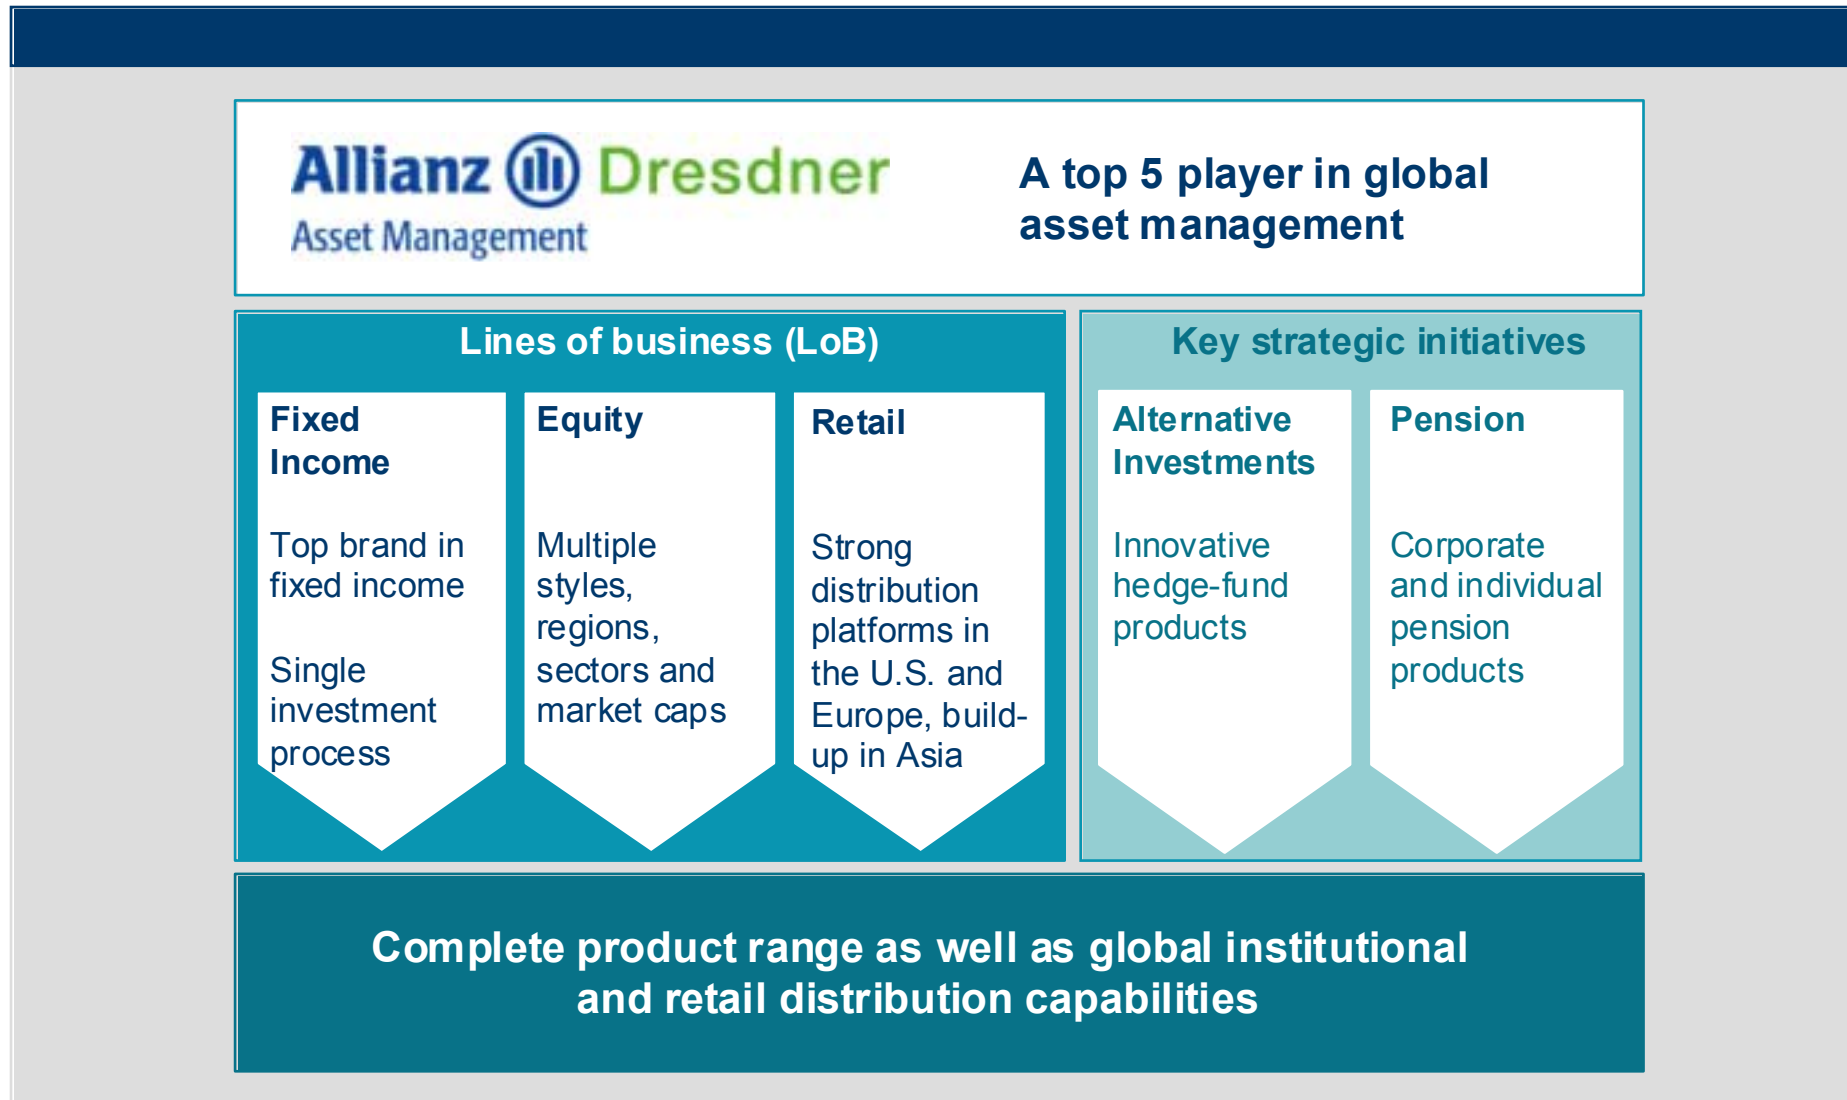 Allianz Dresdner
Asset Management
A top 5 player in global
asset management
Lines of business (LoB)
Fixed
Income
Top brand in
fixed income
Single
investment
process
Equity
Multiple
styles,
regions,
sectors and
market caps
Retail
Strong
distribution
platforms in
the U.S. and
Europe, build-
up in Asia
Key strategic initiatives
Alternative
Investments
Innovative
hedge-fund
products
Pension
Corporate
and individual
pension
products
Complete product range as well as global institutional
and retail distribution capabilities